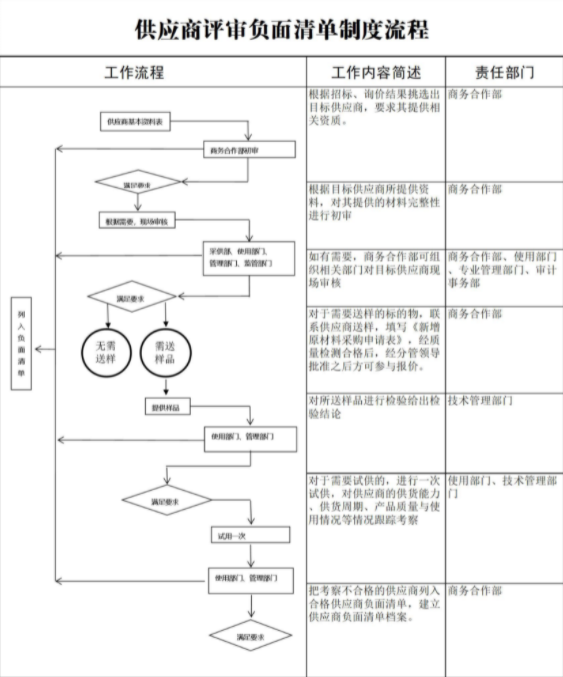 供应商评审负面清单制度流程
工作流程
工作内容简述
责任部门
供应商基本资料表
商务合作部初审
满足要求
根据需要、现场审核
采供部、使用部门、
管理部门、监管部门
满足要求
无需
送样
需送
样品
提供样品
使用部门、管理部门
满足要求
试用一次
使用部门、管理部门
满足要求
列入负面清单
根据招标、询价结果挑选出
目标供应商，要求其提供相
关资质。
商务合作部
根据目标供应商所提供资
料，对其提供的材料完整性
进行初审
商务合作部
如有需要，商务合作部可组
织相关部门对目标供应商现
场审核
商务合作部、使用部门
、专业管理部门、审计
事务部
对于需要送样的标的物，联
系供应商送样，填写《新增
原材料采购申请表》，经质
量检测合格后，经分管领导
批准之后方可参与报价。
商务合作部
对所送样品进行检验给出检
验结论
技术管理部门
对于需要试供的，进行一次
试供，对供应商的供货能力
、供货周期、产品质量与使
用情况等情况跟踪考察
使用部门、技术管理部
门
把考察不合格的供应商列入
合格供应商负面清单，建立
供应商负面清单档案。
商务合作部